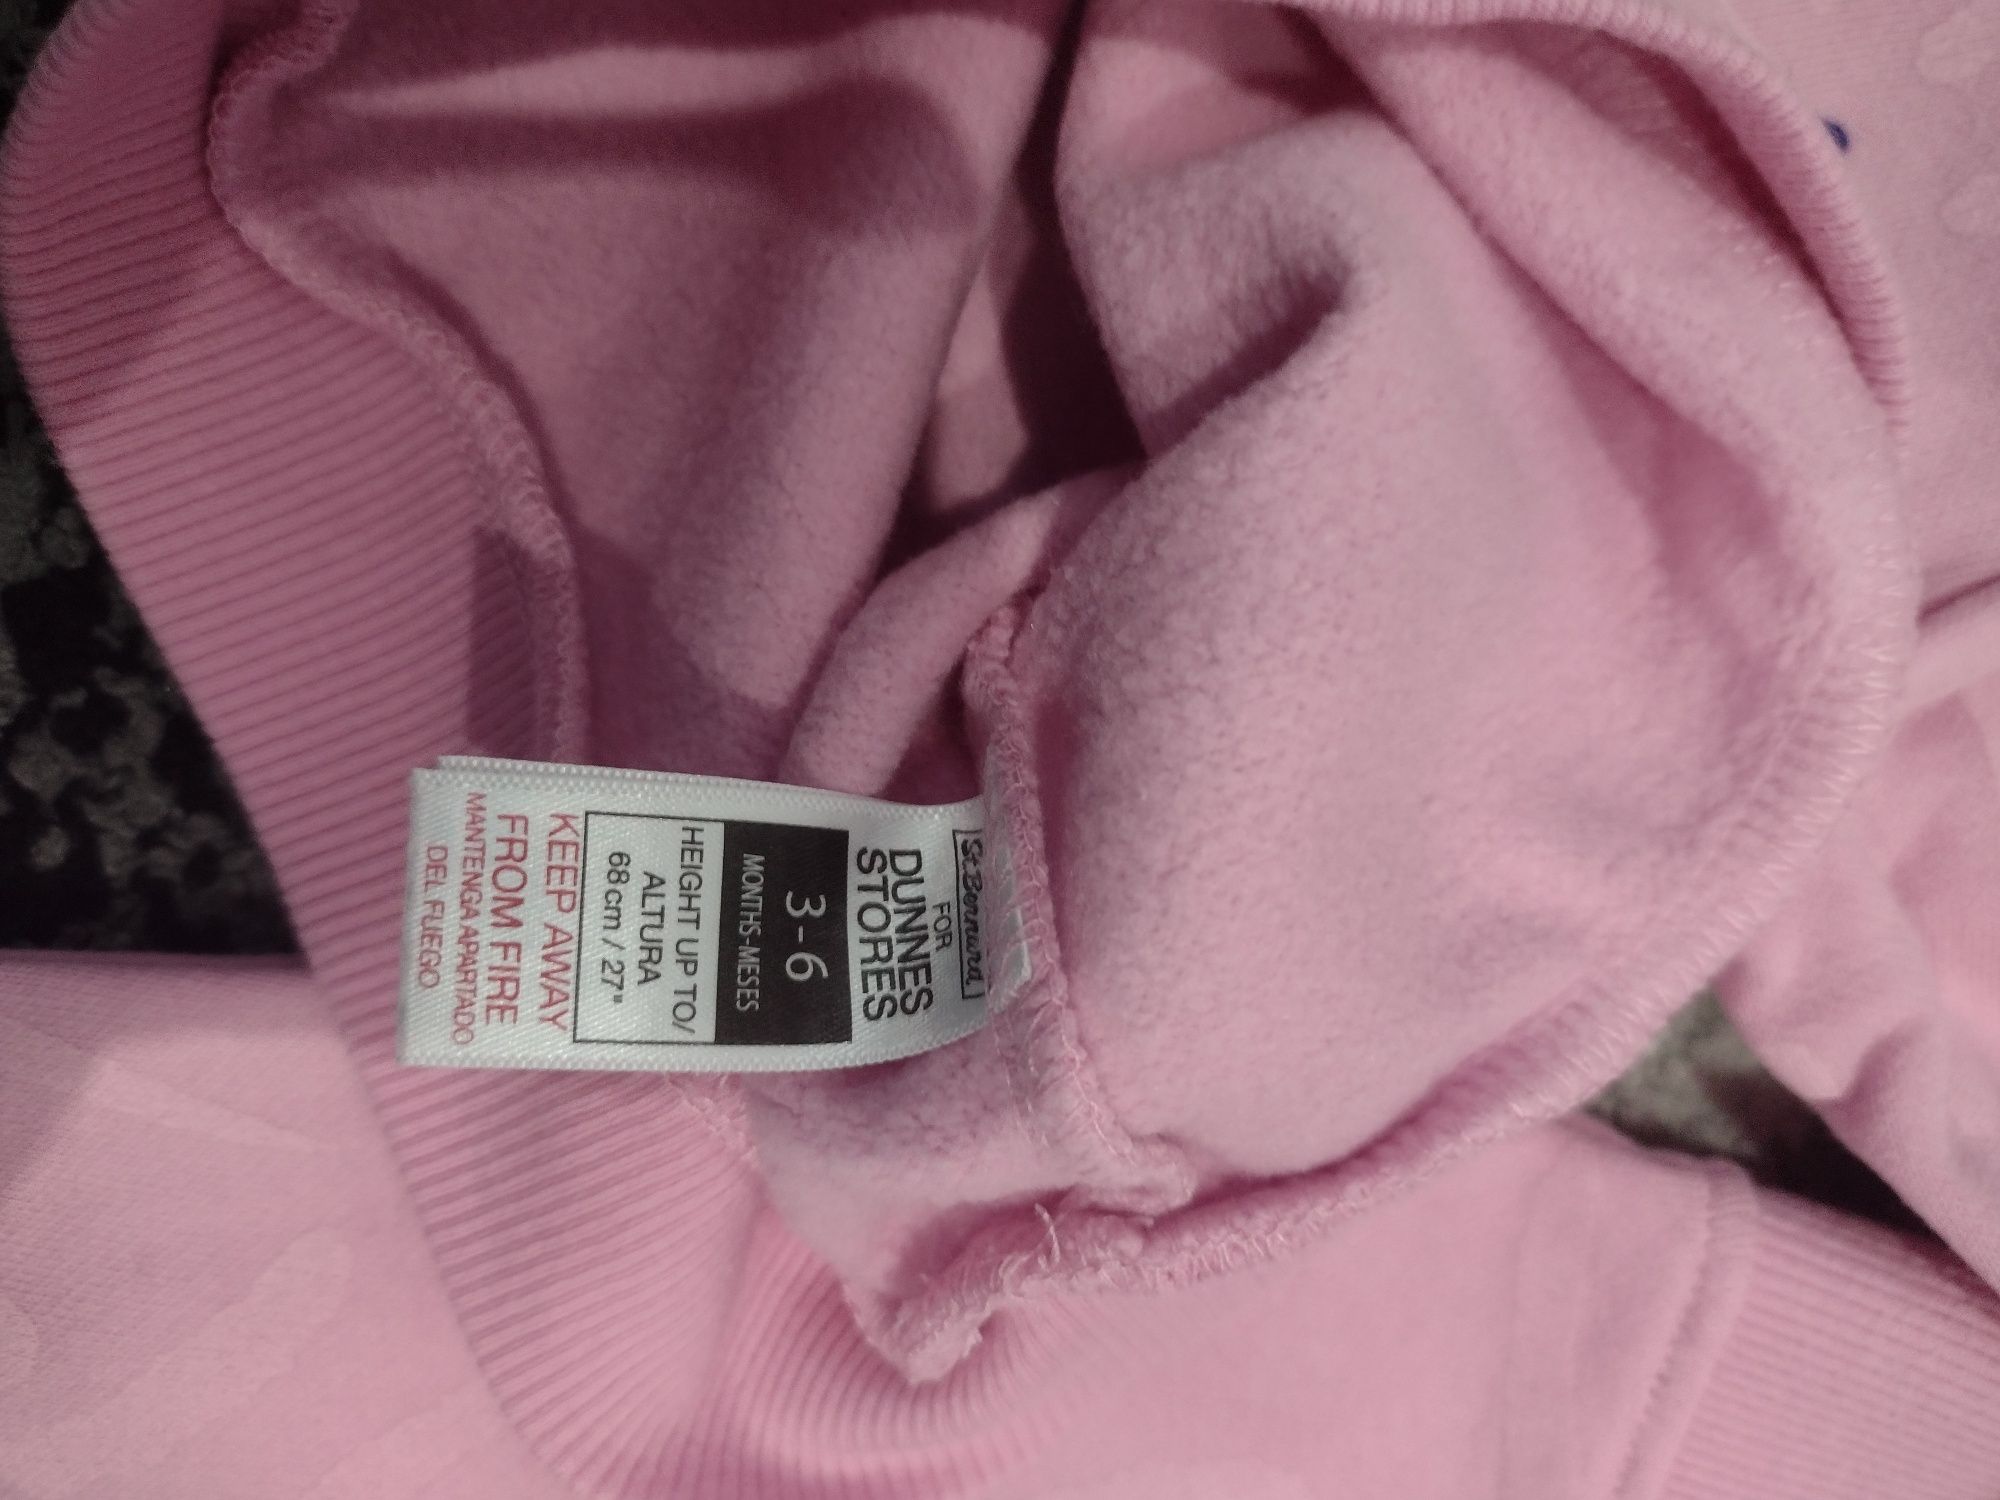 St. Bernard
FOR
DUNNES
STORES
3-6
MONTHS-MESES
HEIGHT UP TO/
ALTURA
68cm / 27"
KEEP AWAY
FROM FIRE
MANTENGA APARTADO
DEL FUEGO